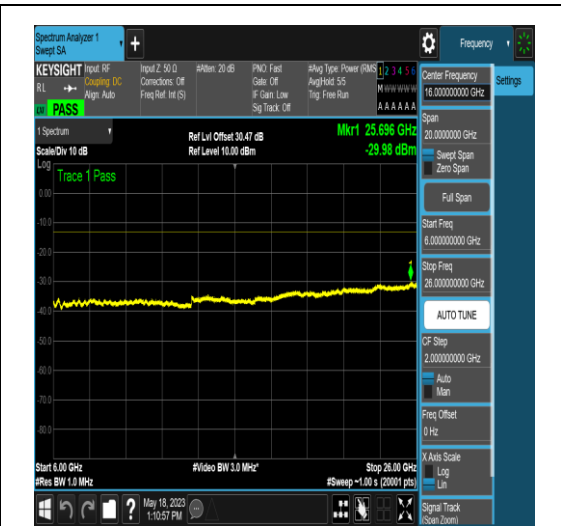 Spectrum Analyzer 1
Swept SA
+
Frequency
KEYSIGHT
RL
PASS
Input: RF
Coupling: DC
Align: Auto
Input Z: 50 Ω
Corrections: Off
Freq Ref: Int (S)
#Atten: 20 dB
PNO: Fast
Gate: Off
IF Gain: Low
Sig Track: Off
#Avg Type: Power (RMS
Avg|Hold: 5/5
Trig: Free Run
1 2 3 4 5 6
M W W W W W
A A A A A A
1 Spectrum
Scale/Div 10 dB
Ref Lvl Offset 30.47 dB
Ref Level 10.00 dBm
Mkr1 25.696 GHz
-29.98 dBm
Log
Trace 1 Pass
0.00
-10.0
-20.0
-30.0
-40.0
-50.0
-60.0
-70.0
-80.0
1
Start 6.00 GHz
#Res BW 1.0 MHz
#Video BW 3.0 MHz*
Stop 26.00 GHz
#Sweep ~1.00 s (20001 pts)
Center Frequency
16.000000000 GHz
Settings
Span
20.0000000 GHz
Swept Span
Zero Span
Full Span
Start Freq
6.000000000 GHz
Stop Freq
26.000000000 GHz
AUTO TUNE
CF Step
2.000000000 GHz
Auto
Man
Freq Offset
0 Hz
X Axis Scale
Log
Lin
Signal Track
(Span Zoom)
?
May 18, 2023
1:10:57 PM